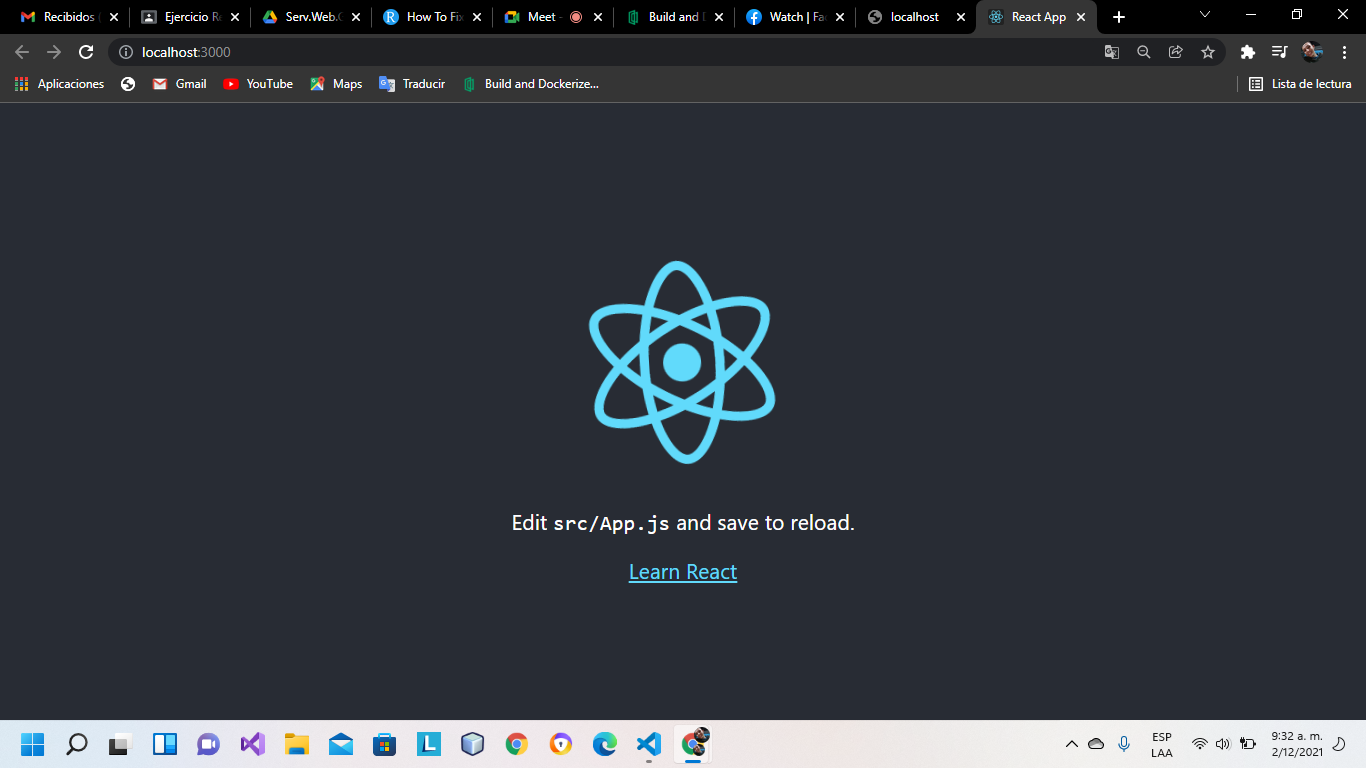 Recibidos
Ejercicio R
Serv.Web.
How To Fix
Meet -
Build and
Watch | Fa
localhost
React App
localhost:3000
Aplicaciones
Gmail
YouTube
Maps
Traducir
Build and Dockerize...
Lista de lectura
Edit src/App.js and save to reload.
Learn React
ESP
LAA
9:32 a. m.
2/12/2021